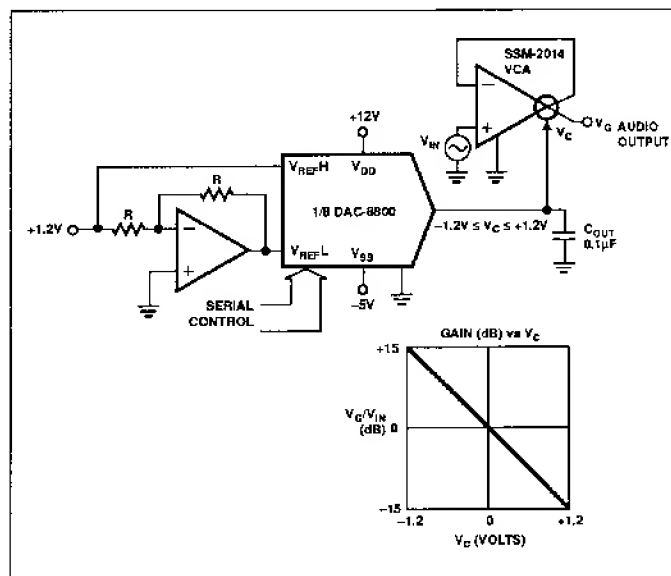 SSM-2014
VCA
+12V
V_IN
V_C
V_G AUDIO
OUTPUT
V_REFH
V_DD
R
R
1/8 DAC-8800
+1.2V
−
+
−
+
−1.2V ≤ V_C ≤ +1.2V
C_OUT
0.1µF
V_REFL
V_SS
SERIAL
CONTROL
−5V
GAIN (dB) vs V_C
+15
V_G/V_IN
(dB) 0
−15
−1.2 0 +1.2
V_C (VOLTS)